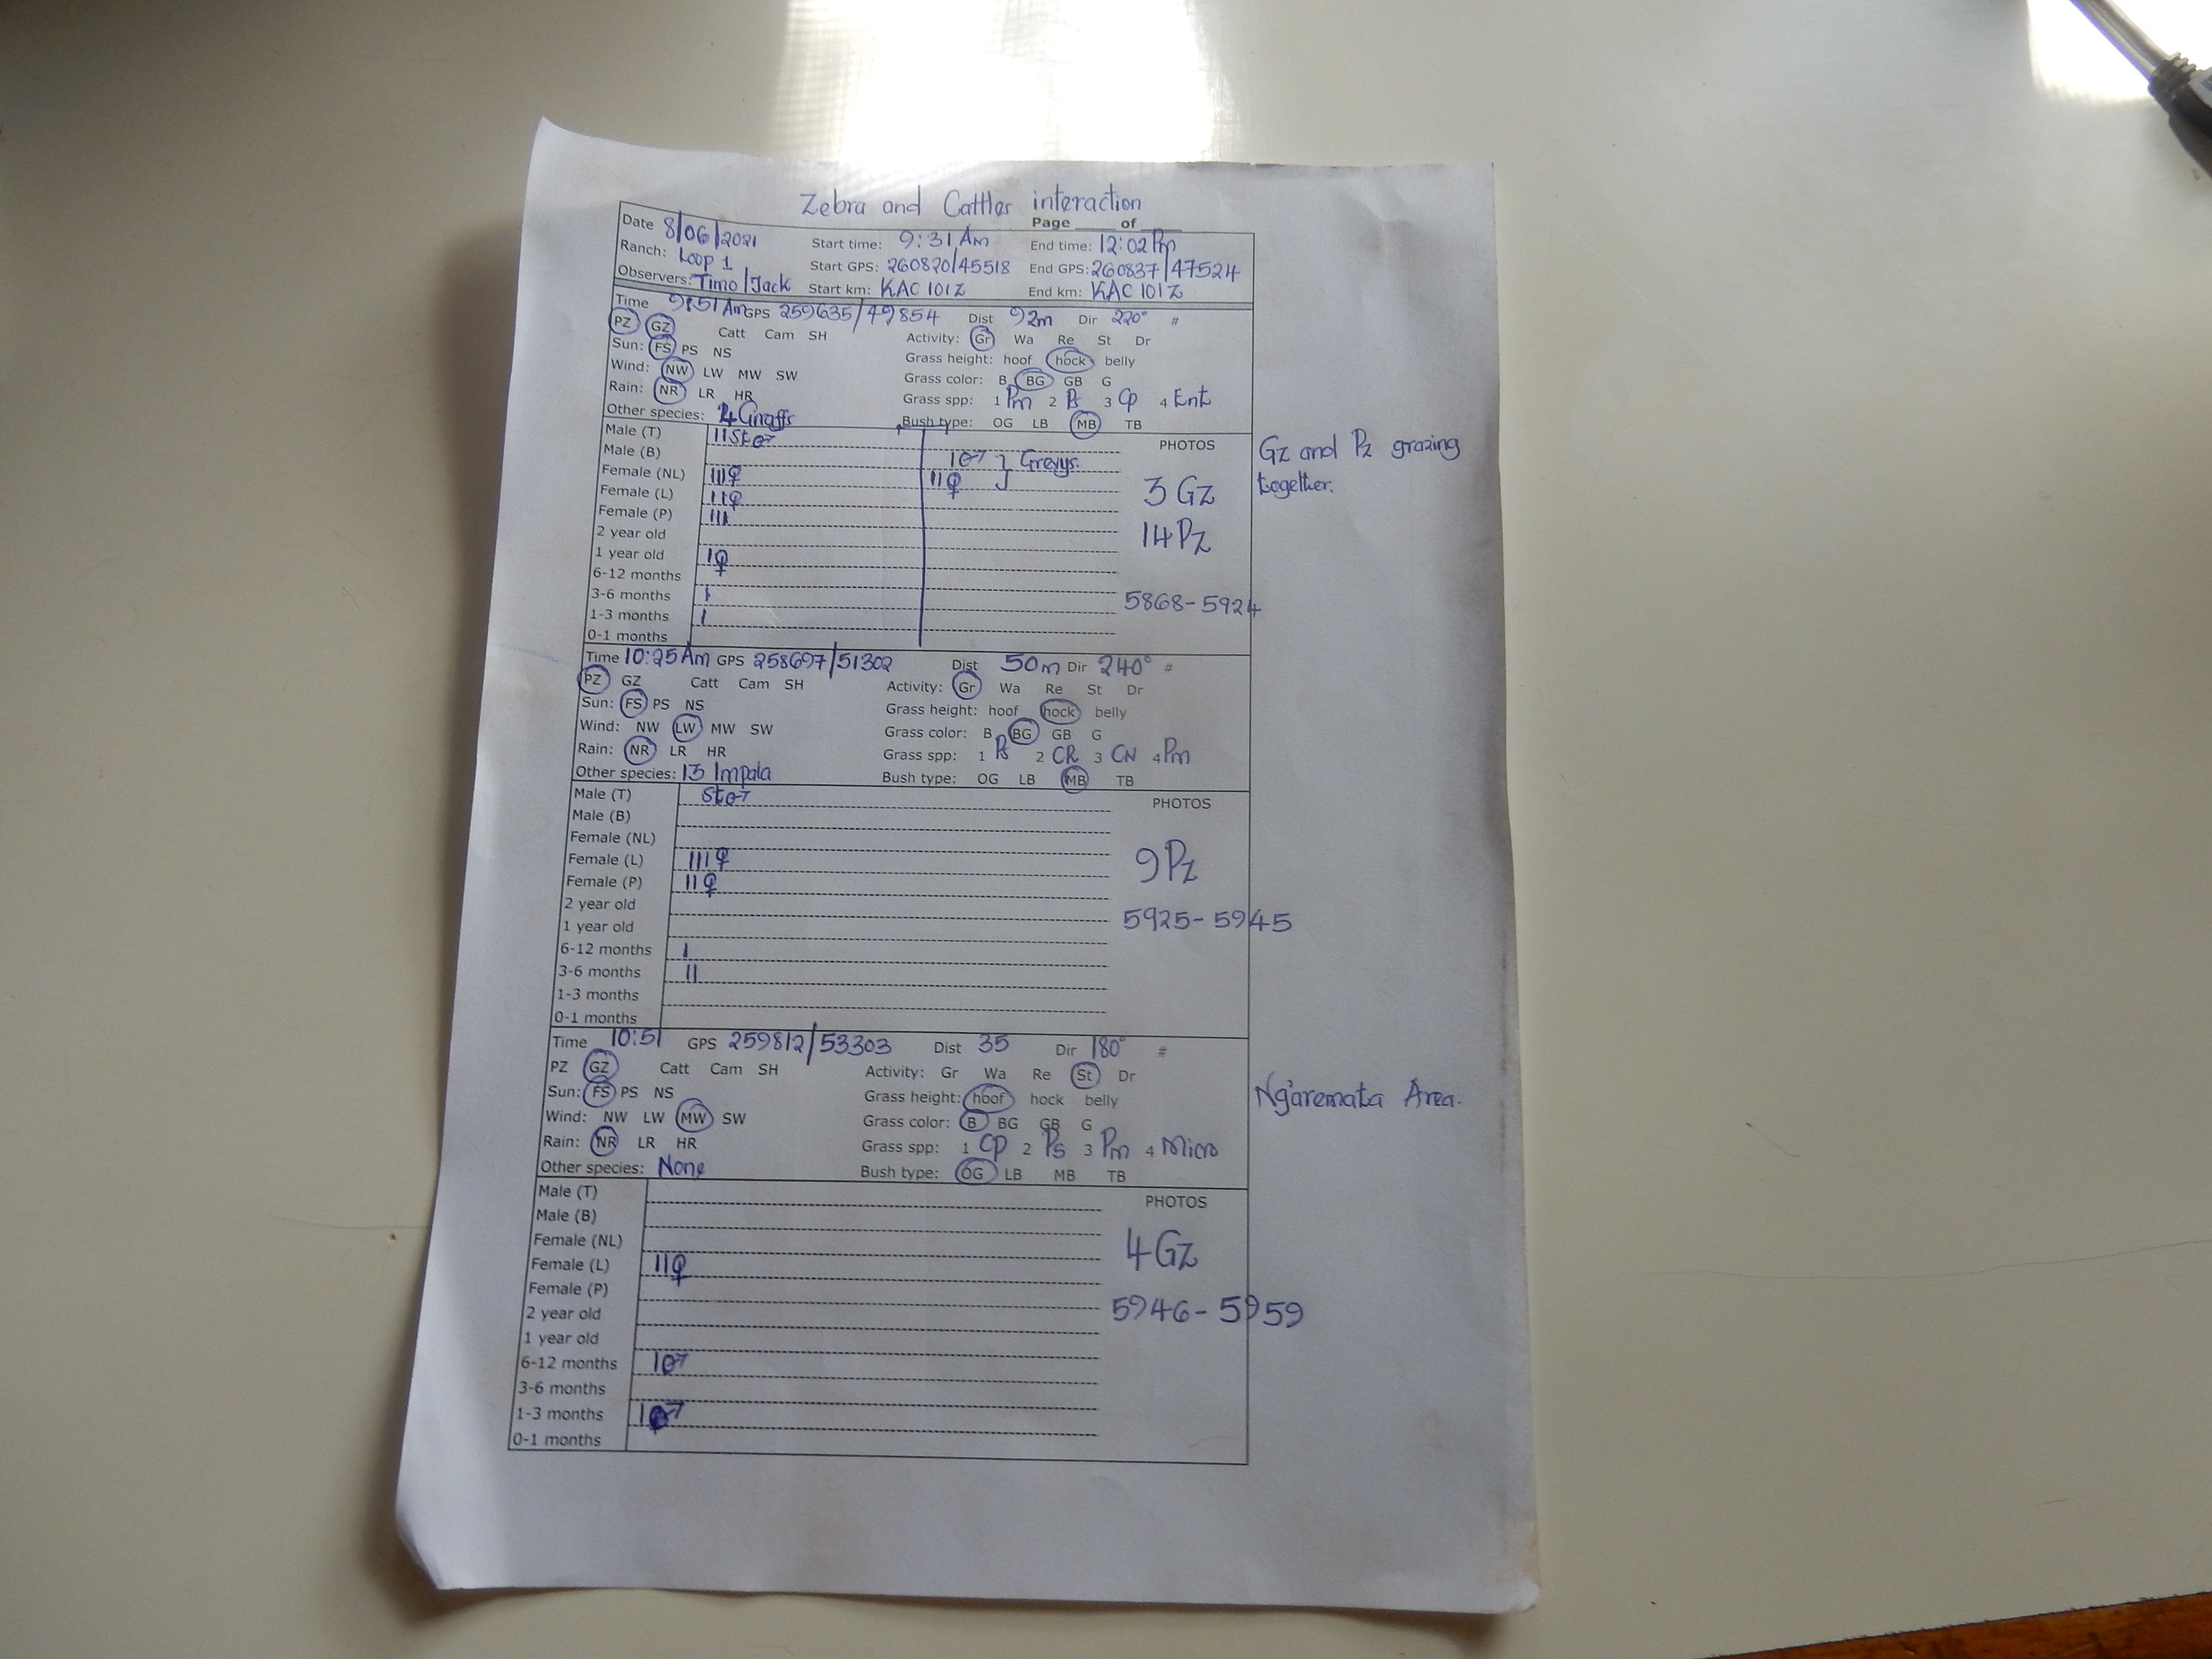 Zebra and Cattles interaction
Page ____ of ____
Date 8/06/2021 Start time: 9:31 Am End time: 12:02 Pm
Ranch: Loop 1 Start GPS: 260820/45518 End GPS: 260837/47524
Observers: Timo/Jack Start km: KAC 101Z End km: KAC 101Z
Time 9:51 Am GPS 259635/49854 Dist 92m Dir 220° #
PZ GZ Catt Cam SH Activity: Gr Wa Re St Dr
Sun: FS PS NS Grass height: hoof hock belly
Wind: NW LW MW SW Grass color: B BG GB G
Rain: NR LR HR Grass spp: 1 Pm 2 Ps 3 Cp 4 Ent
Other species: 4 Giraffs Bush type: OG LB MB TB
Male (T) 11 St♂ PHOTOS
Male (B) 1♂ } Grevys.
Female (NL) 111♀ 11♀
Female (L) 11♀ 3 Gz
Female (P) 111
2 year old 14 Pz
1 year old 1♀
6-12 months
3-6 months 1 5868-5924
1-3 months 1
0-1 months
Gz and Pz grazing
together.
Time 10:25 Am GPS 258697/51302 Dist 50m Dir 240° #
PZ GZ Catt Cam SH Activity: Gr Wa Re St Dr
Sun: FS PS NS Grass height: hoof hock belly
Wind: NW LW MW SW Grass color: B BG GB G
Rain: NR LR HR Grass spp: 1 Ps 2 CR 3 CN 4 Pm
Other species: 13 Impala Bush type: OG LB MB TB
Male (T) St♂ PHOTOS
Male (B)
Female (NL)
Female (L) 111♀ 9 Pz
Female (P) 11♀
2 year old
1 year old 5925-5945
6-12 months 1
3-6 months 11
1-3 months
0-1 months
Time 10:51 GPS 259812/53303 Dist 35 Dir 180° #
PZ GZ Catt Cam SH Activity: Gr Wa Re St Dr
Sun: FS PS NS Grass height: hoof hock belly
Wind: NW LW MW SW Grass color: B BG GB G
Rain: NR LR HR Grass spp: 1 Cp 2 Ps 3 Pm 4 Micro
Other species: None Bush type: OG LB MB TB
Ng'aremata Area.
Male (T) PHOTOS
Male (B)
Female (NL) 4 Gz
Female (L) 11♀
Female (P)
2 year old 5946-5959
1 year old
6-12 months 1♂
3-6 months
1-3 months 1♂
0-1 months